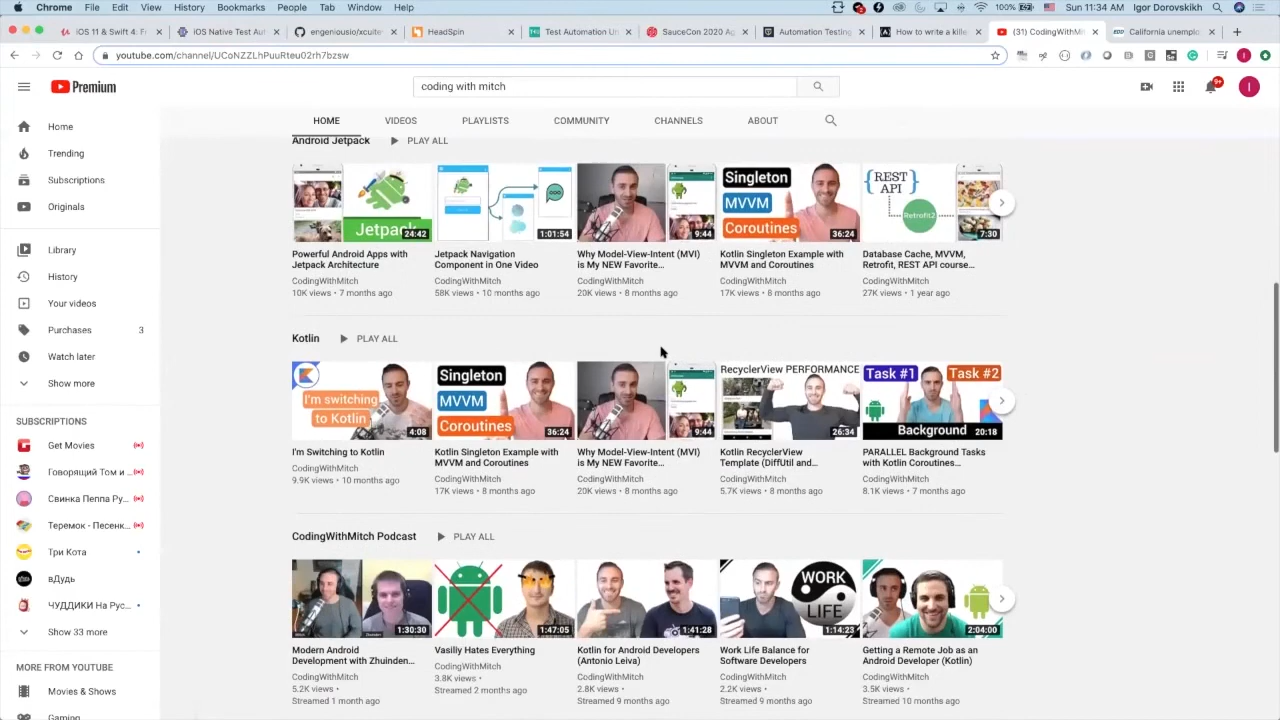 Chrome File Edit View History Bookmarks People Tab Window Help 100% Sun 11:34 AM Igor Dorovskikh
iOS 11 & Swift 4: Fr iOS Native Test Aut engeniousio/xcuite HeadSpin Test Automation Un SauceCon 2020 Ag Automation Testing How to write a kille (31) CodingWithMit California unemplo
youtube.com/channel/UCoNZZLhPuuRteu02rh7bzsw
Premium
coding with mitch
9+
I
HOME VIDEOS PLAYLISTS COMMUNITY CHANNELS ABOUT
Home
Trending
Subscriptions
Originals
Library
History
Your videos
Purchases 3
Watch later
Show more
SUBSCRIPTIONS
Get Movies
Говорящий Том и ...
Свинка Пеппа Ру...
Теремок - Песенк...
Три Кота
вДудь
ЧУДДИКИ На Рус...
Show 33 more
MORE FROM YOUTUBE
Movies & Shows
Gaming
Android Jetpack PLAY ALL
Jetpack
24:42
1:01:54
9:44
Singleton
MVVM
Coroutines
36:24
{REST
API}
Retrofit2
7:30
Powerful Android Apps with
Jetpack Architecture
CodingWithMitch
10K views • 7 months ago
Jetpack Navigation
Component in One Video
CodingWithMitch
58K views • 10 months ago
Why Model-View-Intent (MVI)
is My NEW Favorite...
CodingWithMitch
20K views • 8 months ago
Kotlin Singleton Example with
MVVM and Coroutines
CodingWithMitch
17K views • 8 months ago
Database Cache, MVVM,
Retrofit, REST API course...
CodingWithMitch
27K views • 1 year ago
Kotlin PLAY ALL
I'm switching
to Kotlin
4:08
Singleton
MVVM
Coroutines
36:24
9:44
RecyclerView PERFORMANCE
26:34
Task #1 Task #2
Background
20:18
I'm Switching to Kotlin
CodingWithMitch
9.9K views • 10 months ago
Kotlin Singleton Example with
MVVM and Coroutines
CodingWithMitch
17K views • 8 months ago
Why Model-View-Intent (MVI)
is My NEW Favorite...
CodingWithMitch
20K views • 8 months ago
Kotlin RecyclerView
Template (DiffUtil and...
CodingWithMitch
5.7K views • 8 months ago
PARALLEL Background Tasks
with Kotlin Coroutines...
CodingWithMitch
8.1K views • 7 months ago
CodingWithMitch Podcast PLAY ALL
1:30:30
1:47:05
1:41:28
WORK
LIFE
1:14:23
2:04:00
Modern Android
Development with Zhuinden...
CodingWithMitch
5.2K views •
Streamed 1 month ago
Vasiliy Hates Everything
CodingWithMitch
3.8K views •
Streamed 2 months ago
Kotlin for Android Developers
(Antonio Leiva)
CodingWithMitch
2.8K views •
Streamed 9 months ago
Work Life Balance for
Software Developers
CodingWithMitch
2.2K views •
Streamed 9 months ago
Getting a Remote Job as an
Android Developer (Kotlin)
CodingWithMitch
3.5K views •
Streamed 10 months ago